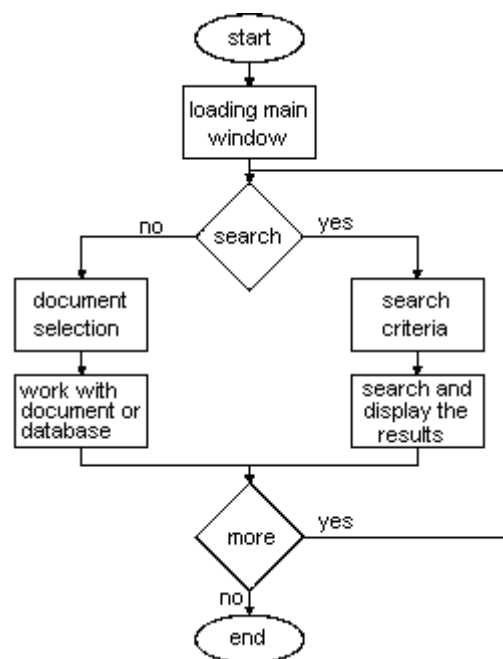 start
loading main
window
search
no
yes
document
selection
search
criteria
work with
document or
database
search and
display the
results
more
yes
no
end